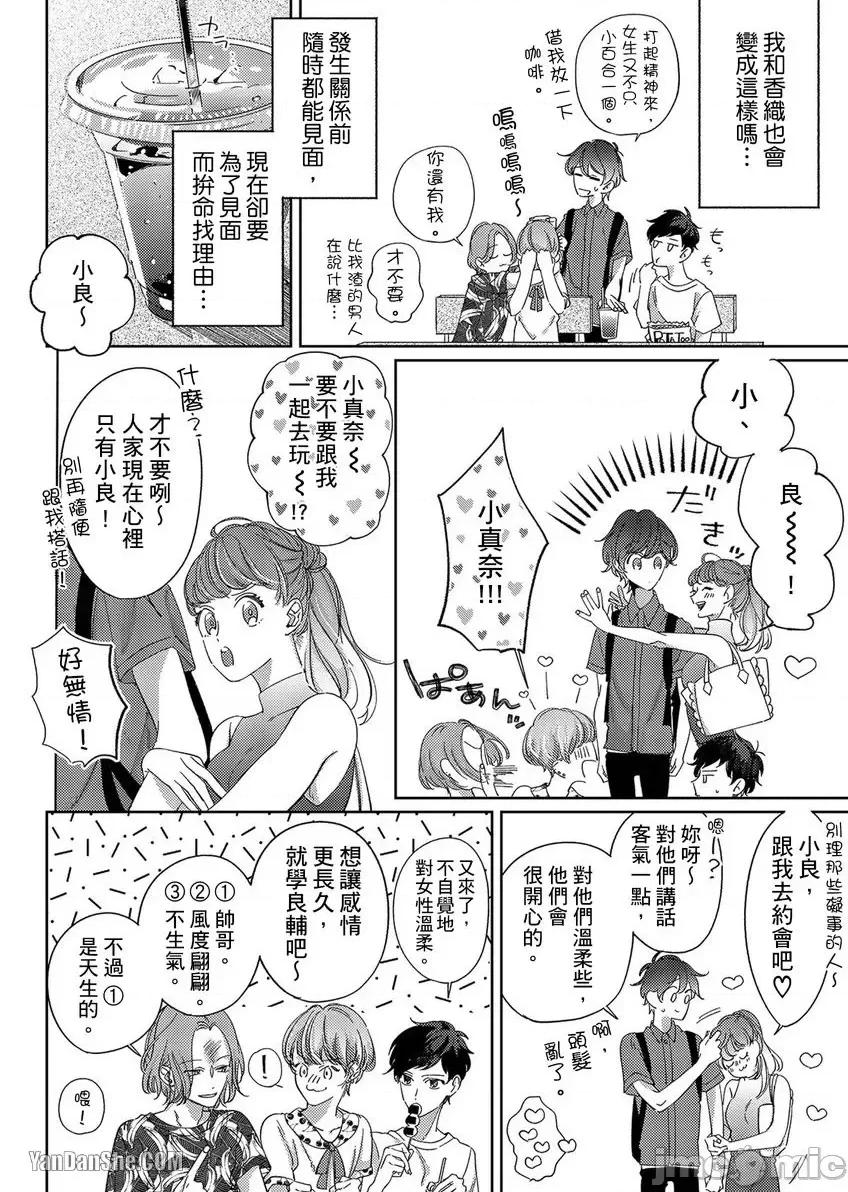 我和香織也會
變成這樣嗎…
打起精神來，
女生又不只
小百合一個。
借我放一下
咖啡。
嗚嗚嗚嗚～
你還有我。
才不要。
比我渣的男人
在說什麼…
發生關係前
隨時都能見面，
現在卻要
為了見面
而拚命找理由…
もっ
もっ
POTATO
小良～
小、
良～～！
だきっ
小真奈!!!
ぱぁん
小真奈～
要不要跟我
一起去玩～!?
什麼？
才不要咧～
人家現在心裡
只有小良！
別再隨便
跟我搭話！
好無情！
別理那些礙事的人～
小良，
跟我去約會吧♡
嗯—？
妳呀～
對他們講話
客氣一點，
對他們溫柔些，
他們會
很開心的。
啊，
頭髮
亂了。
又來了，
不自覺地
對女性溫柔。
想讓感情
更長久，
就學良輔吧～
①帥哥。
②風度翩翩。
③不生氣。
不過①
是天生的。
！
喂！
YanDanShe.COM
jmcomic